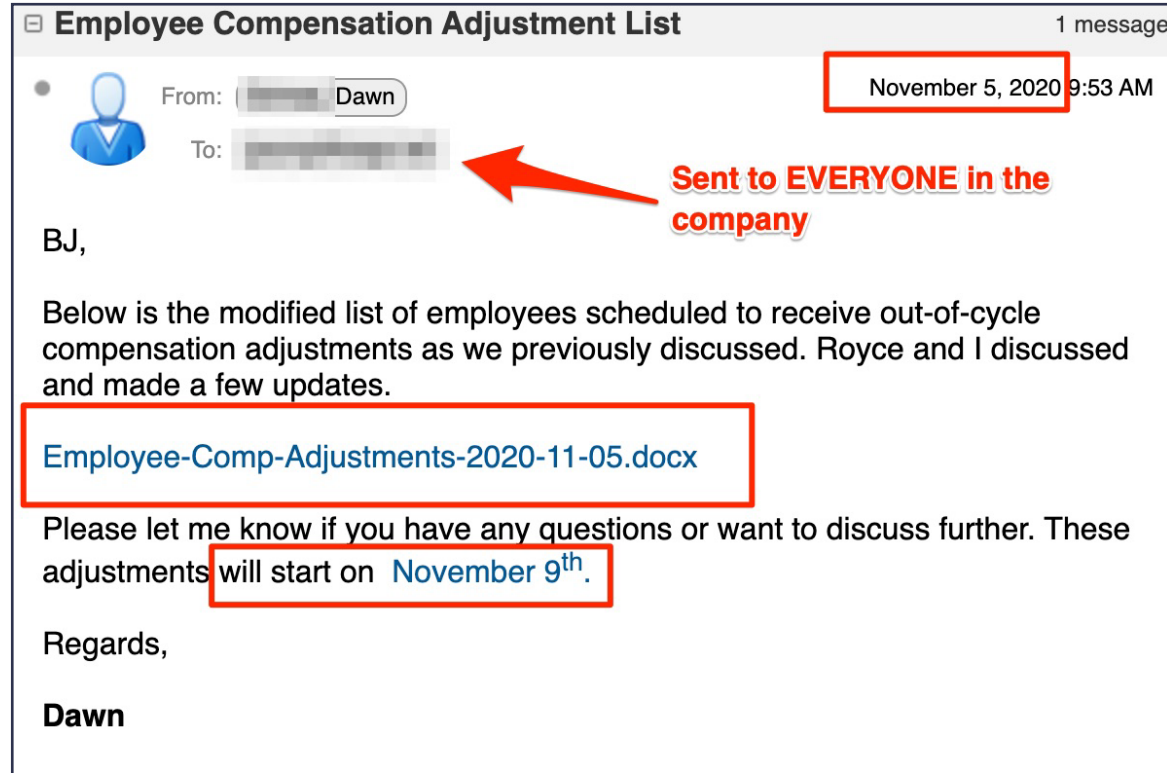 Employee Compensation Adjustment List
1 message
From: Dawn
November 5, 2020 9:53 AM
To:
Sent to EVERYONE in the
company
BJ,
Below is the modified list of employees scheduled to receive out-of-cycle
compensation adjustments as we previously discussed. Royce and I discussed
and made a few updates.
Employee-Comp-Adjustments-2020-11-05.docx
Please let me know if you have any questions or want to discuss further. These
adjustments will start on November 9th.
Regards,
Dawn